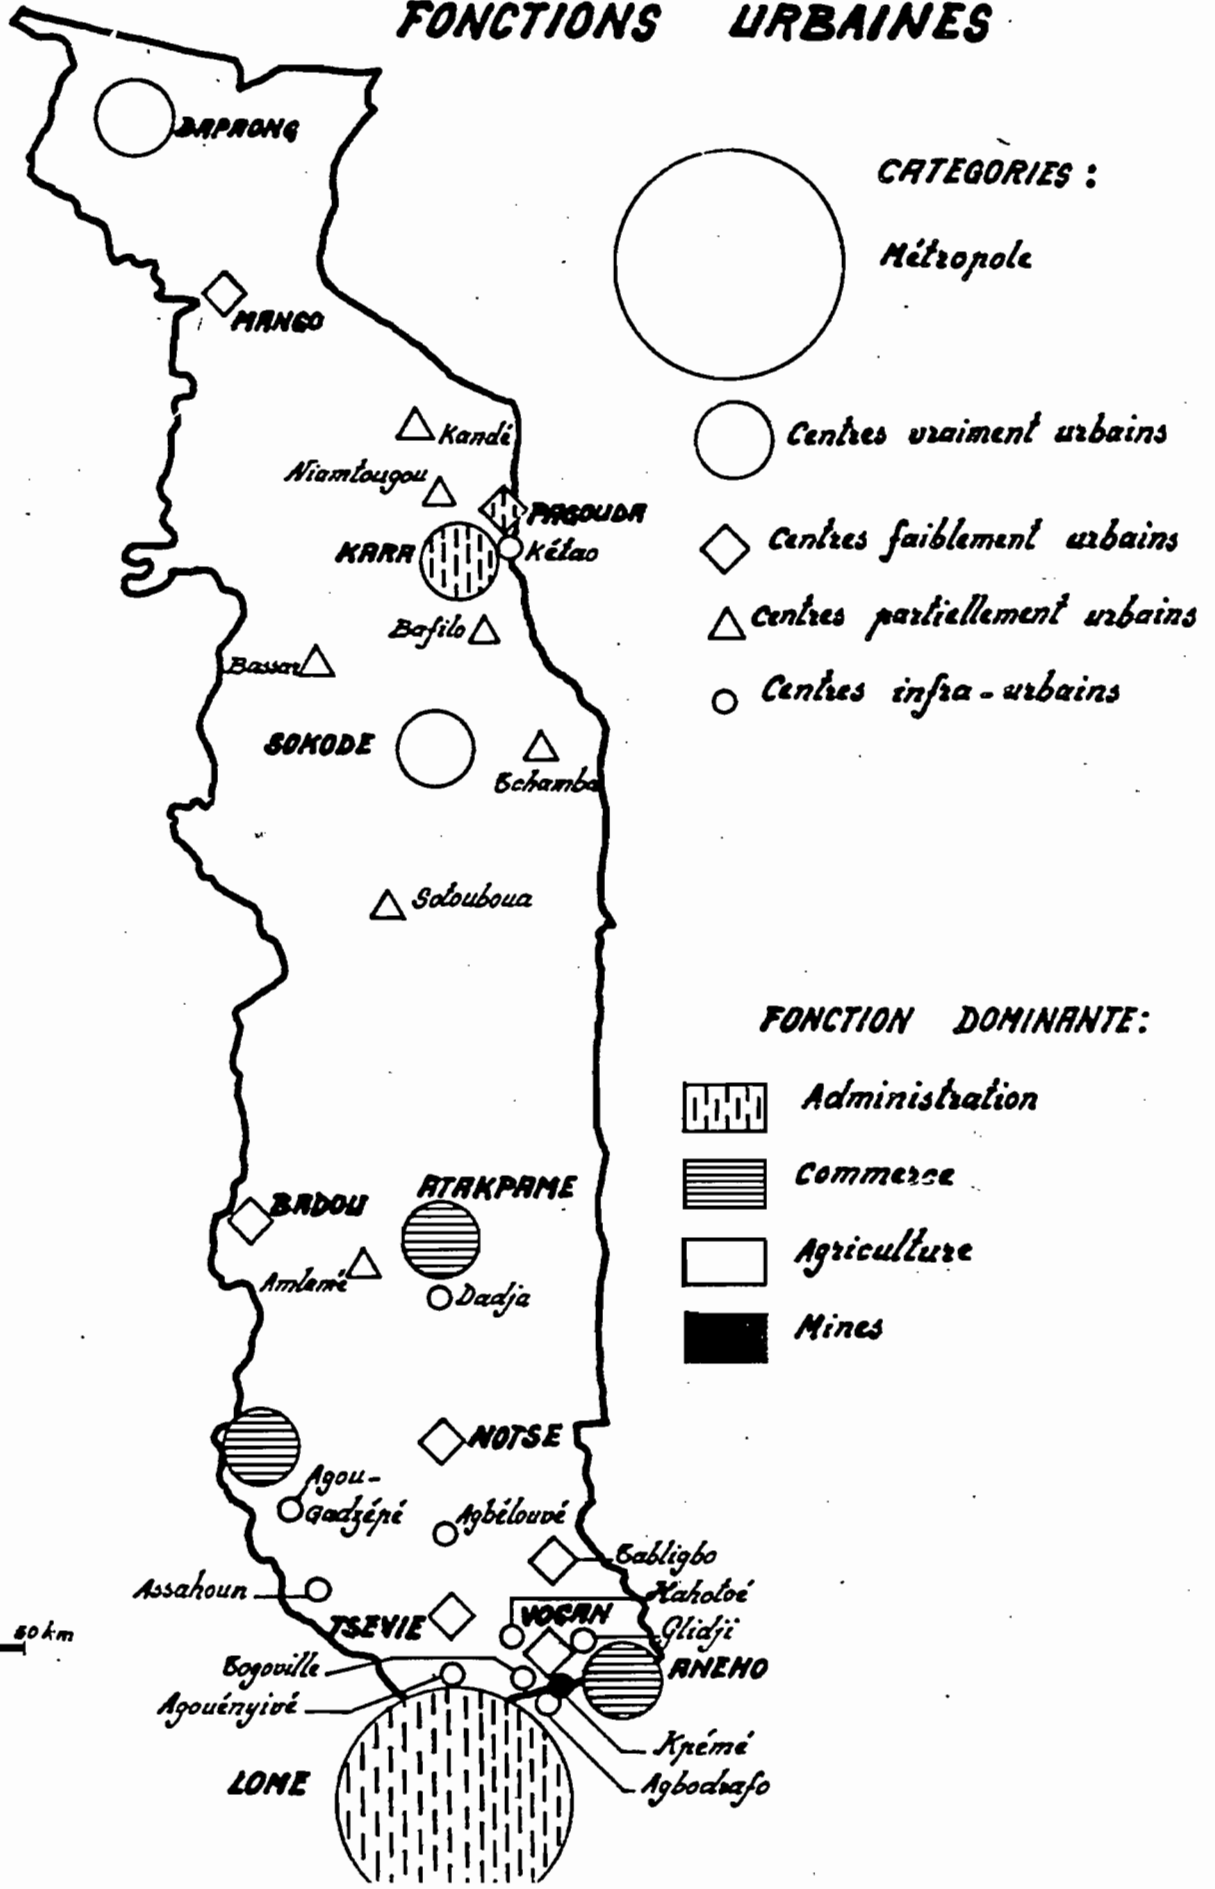 FONCTIONS URBAINES
DAPAONG
CATEGORIES :
Métropole
MANGO
Kandé
Centres vraiment urbains
Niamtougou
PAGOUDA
Centres faiblement urbains
KARA
Kétao
Bafilo
Centres partiellement urbains
Bassar
Centres infra-urbains
SOKODE
Tchamba
Sotouboua
FONCTION DOMINANTE :
Administration
Commerce
ATAKPAME
BADOU
Agriculture
Amlamé
Dadja
Mines
NOTSE
Agou-
Gadzépé
Agbélouvé
Tabligbo
Assahoun
Hahotoé
VOGAN
TSEVIE
Glidji
50 km
Togoville
ANEHO
Agouényivé
Kpémé
LOME
Agbodrafo